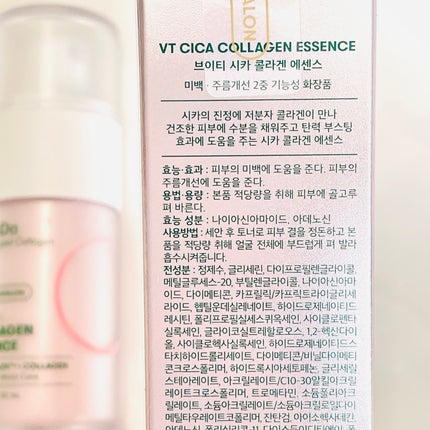 VT CICA COLLAGEN ESSENCE
브이티 시카 콜라겐 에센스
미백 · 주름개선 2중 기능성 화장품
시카의 진정에 저분자 콜라겐이 만나
건조한 피부에 수분을 채워주고 탄력 부스팅
효과에 도움을 주는 시카 콜라겐 에센스
효능·효과 : 피부의 미백에 도움을 준다. 피부의
주름개선에 도움을 준다.
용법·용량 : 본품 적당량을 취해 피부에 골고루
펴 바른다.
효능 성분 : 나이아신아마이드, 아데노신
사용방법 : 세안 후 토너로 피부 결을 정돈하고 본
품을 적당량 취해 얼굴 전체에 부드럽게 펴 발라
흡수시켜줍니다.
전성분 : 정제수, 글리세린, 다이프로필렌글라이콜,
메틸글루세스-20, 부틸렌글라이콜, 나이아신아마
이드, 다이메티콘, 카프릴릭/카프릭트라이글리세
라이드, 헵틸운데실레네이트, 하이드로제네이티드
레시틴, 폴리프로필실세스퀴옥세인, 사이클로펜타
실록세인, 글라이코실트레할로오스, 1,2-헥산다이
올, 사이클로헥사실록세인, 하이드로제네이티드스
타치하이드롤리세이트, 다이메티콘/비닐다이메티
콘크로스폴리머, 하이드록시아세토페논, 글리세릴
스테아레이트, 아크릴레이트/C10-30알킬아크릴
레이트크로스폴리머, 트로메타민, 소듐폴리아크
릴레이트, 소듐아크릴레이트/소듐아크릴로일다이
메틸타우레이트코폴리머, 잔탄검, 아이소헥사데칸,
아데노신, 폴리실리콘-11
ALON
Do
COLLAGEN